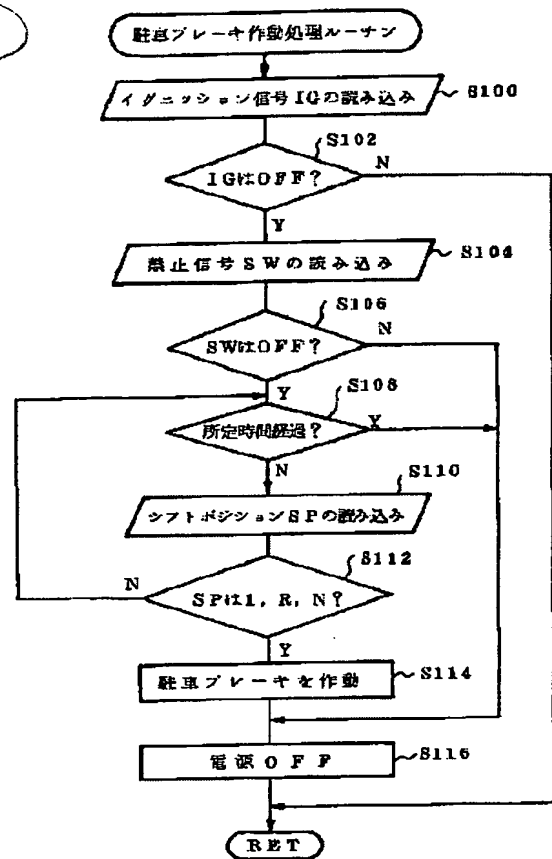 駐車ブレーキ作動処理ルーチン
イグニッション信号IGの読み込み
S100
S102
IGはOFF?
N
Y
禁止信号SWの読み込み
S104
S106
SWはOFF?
N
Y
S108
所定時間経過?
Y
N
S110
シフトポジションSPの読み込み
S112
N
SPは1, R, N?
Y
駐車ブレーキを作動
S114
電源OFF
S116
RET